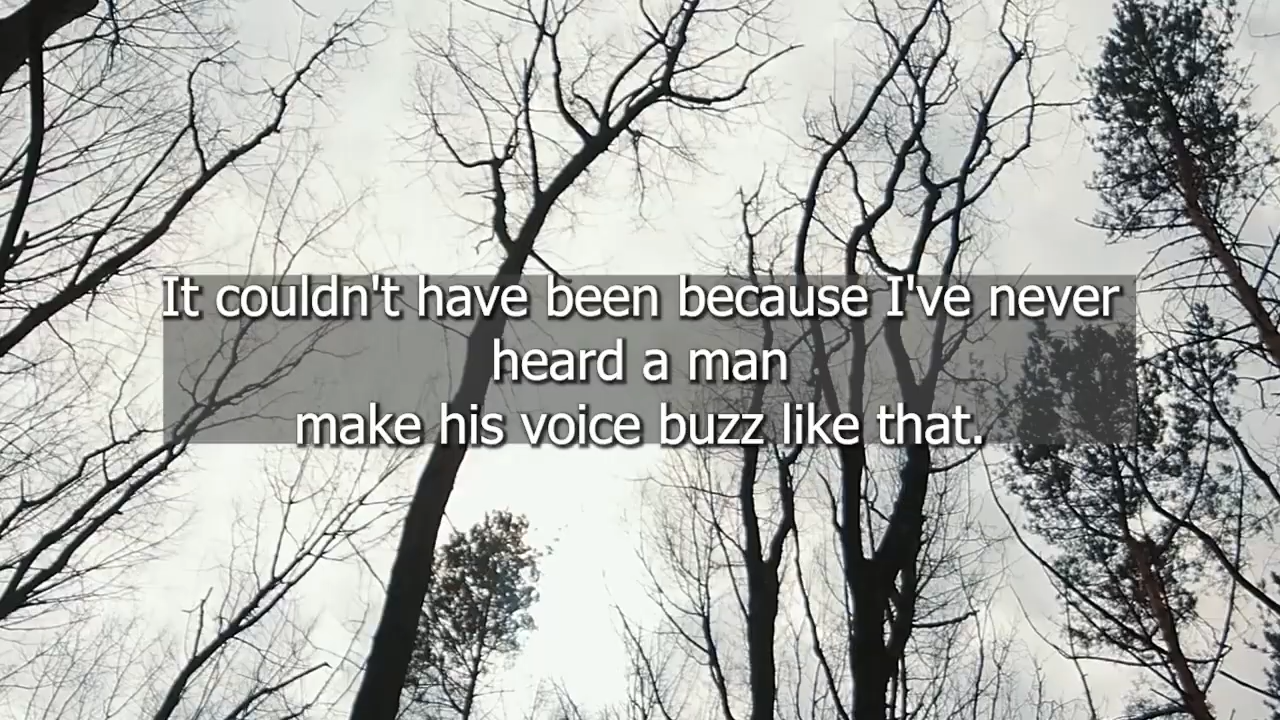 It couldn't have been because I've never
heard a man
make his voice buzz like that.